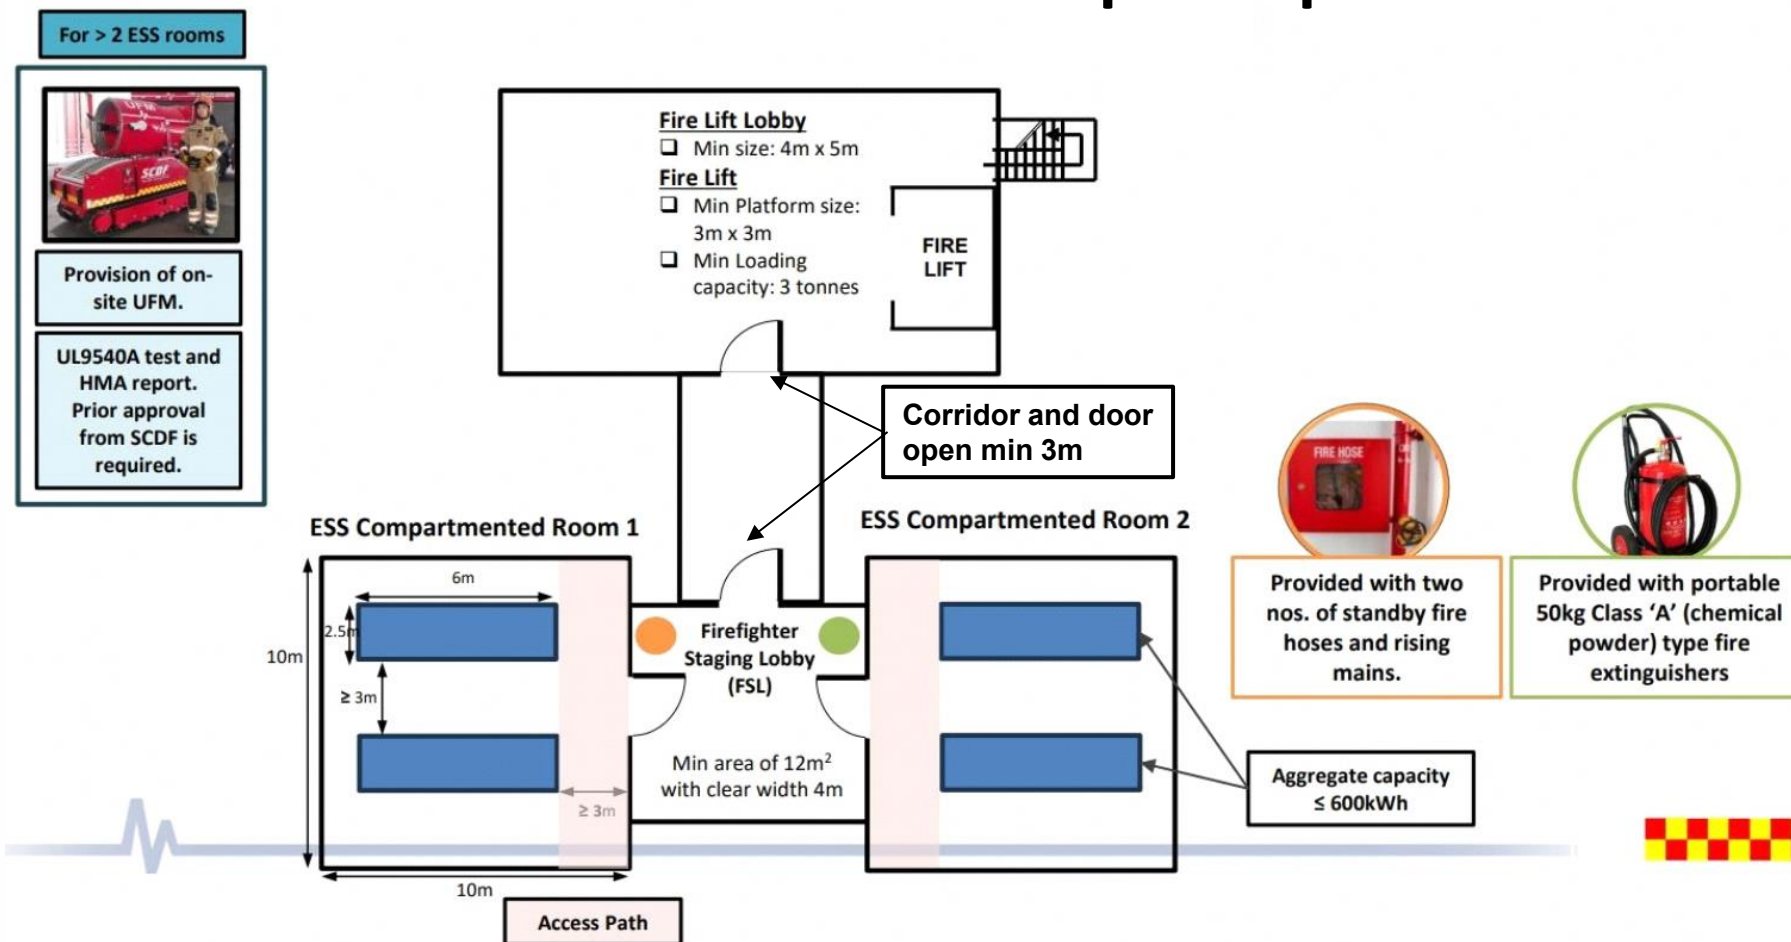 For > 2 ESS rooms
UFM
SCDF
Provision of on-
site UFM.
UL9540A test and
HMA report.
Prior approval
from SCDF is
required.
Fire Lift Lobby
❑ Min size: 4m x 5m
Fire Lift
❑ Min Platform size:
3m x 3m
❑ Min Loading
capacity: 3 tonnes
FIRE
LIFT
Corridor and door
open min 3m
ESS Compartmented Room 1
6m
2.5m
≥ 3m
10m
≥ 3m
10m
Access Path
Firefighter
Staging Lobby
(FSL)
Min area of 12m²
with clear width 4m
ESS Compartmented Room 2
Aggregate capacity
≤ 600kWh
FIRE HOSE
Provided with two
nos. of standby fire
hoses and rising
mains.
Provided with portable
50kg Class ‘A’ (chemical
powder) type fire
extinguishers